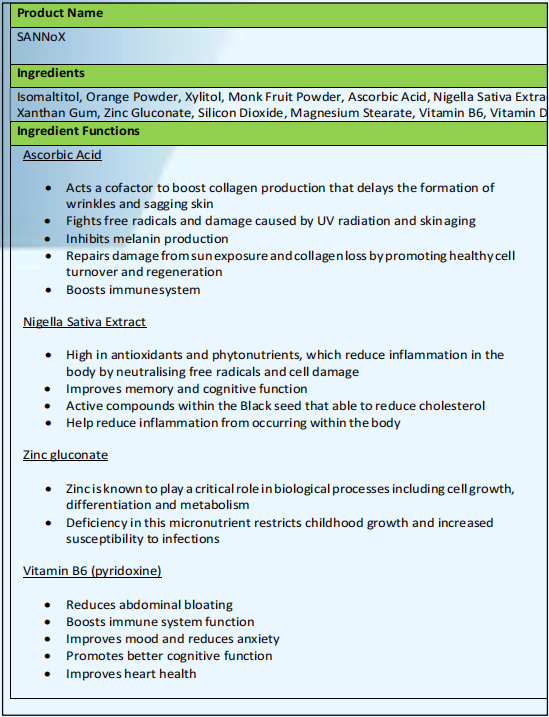 Product Name
SANNoX
Ingredients
Isomaltitol, Orange Powder, Xylitol, Monk Fruit Powder, Ascorbic Acid, Nigella Sativa Extra
Xanthan Gum, Zinc Gluconate, Silicon Dioxide, Magnesium Stearate, Vitamin B6, Vitamin D
Ingredient Functions
Ascorbic Acid
• Acts a cofactor to boost collagen production that delays the formation of
wrinkles and sagging skin
• Fights free radicals and damage caused by UV radiation and skin aging
• Inhibits melanin production
• Repairs damage from sun exposure and collagen loss by promoting healthy cell
turnover and regeneration
• Boosts immune system
Nigella Sativa Extract
• High in antioxidants and phytonutrients, which reduce inflammation in the
body by neutralising free radicals and cell damage
• Improves memory and cognitive function
• Active compounds within the Black seed that able to reduce cholesterol
• Help reduce inflammation from occurring within the body
Zinc gluconate
• Zinc is known to play a critical role in biological processes including cell growth,
differentiation and metabolism
• Deficiency in this micronutrient restricts childhood growth and increased
susceptibility to infections
Vitamin B6 (pyridoxine)
• Reduces abdominal bloating
• Boosts immune system function
• Improves mood and reduces anxiety
• Promotes better cognitive function
• Improves heart health